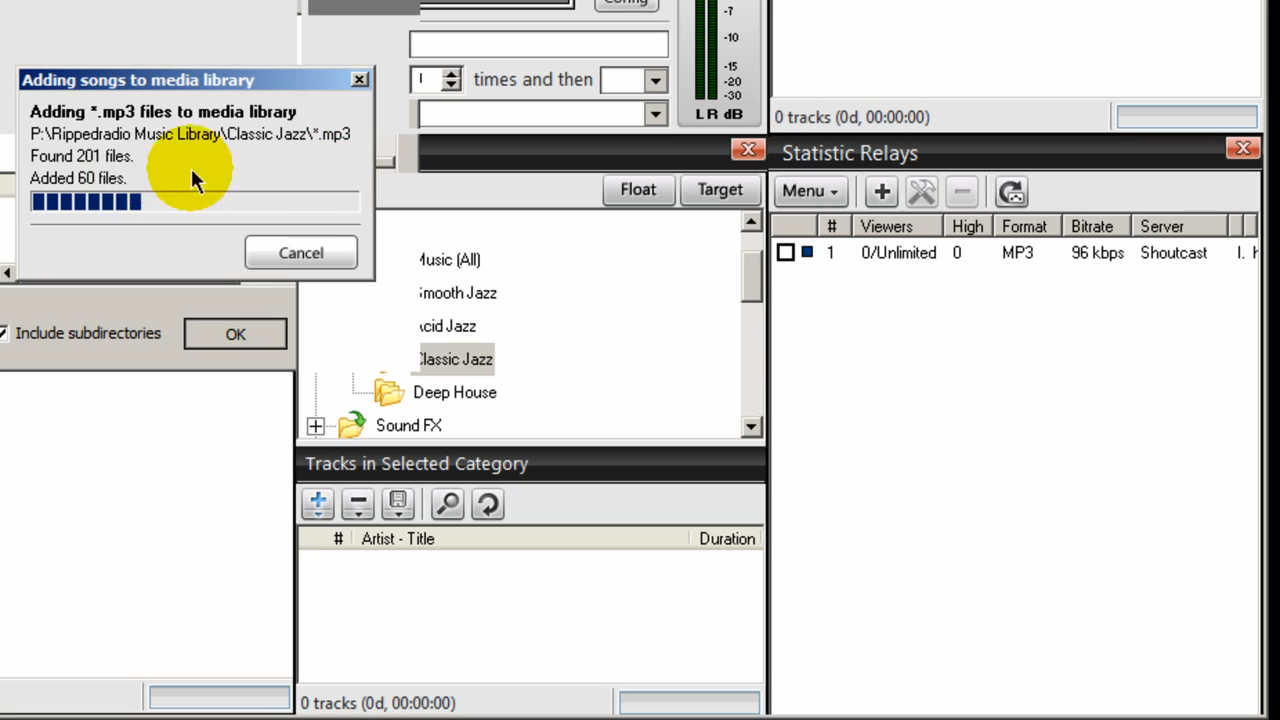 Config
-7
-10
-15
-20
-30
L R dB
times and then
0 tracks (0d, 00:00:00)
Adding songs to media library
Adding *.mp3 files to media library
P:\Rippedradio Music Library\Classic Jazz\*.mp3
Found 201 files.
Added 60 files.
Cancel
Include subdirectories
OK
Float
Target
Music (All)
Smooth Jazz
Acid Jazz
Classic Jazz
Deep House
Sound FX
Tracks in Selected Category
# Artist - Title Duration
0 tracks (0d, 00:00:00)
Statistic Relays
Menu
# Viewers High Format Bitrate Server
1 0/Unlimited 0 MP3 96 kbps Shoutcast